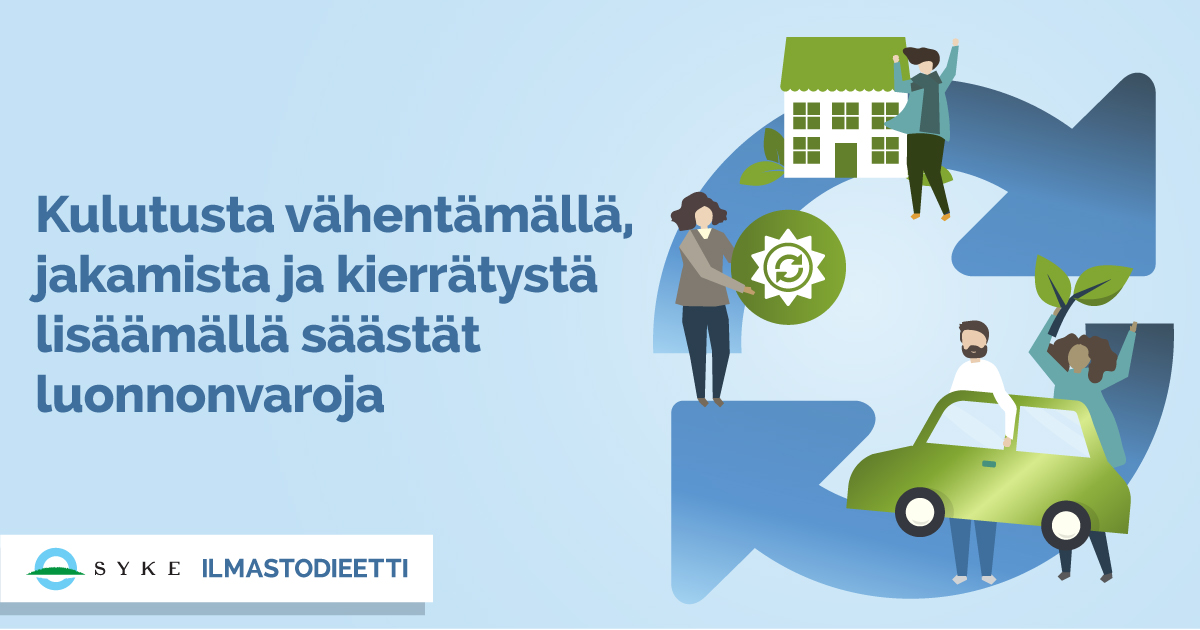 Kulutusta vähentämällä,
jakamista ja kierrätystä
lisäämällä säästät
luonnonvaroja
SYKE ILMASTODIEETTI